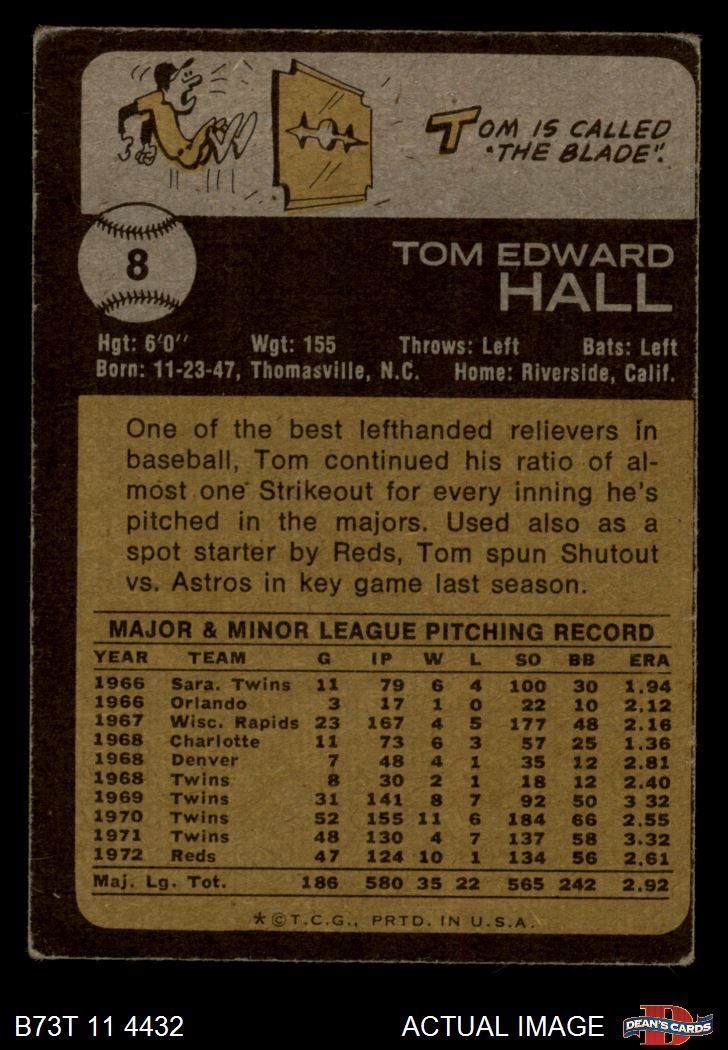 TOM IS CALLED
"THE BLADE".
8
TOM EDWARD
HALL
Hgt: 6'0" Wgt: 155 Throws: Left Bats: Left
Born: 11-23-47, Thomasville, N.C. Home: Riverside, Calif.
One of the best lefthanded relievers in
baseball, Tom continued his ratio of al-
most one Strikeout for every inning he's
pitched in the majors. Used also as a
spot starter by Reds, Tom spun Shutout
vs. Astros in key game last season.
MAJOR & MINOR LEAGUE PITCHING RECORD
YEAR TEAM G IP W L SO BB ERA
1966 Sara. Twins 11 79 6 4 100 30 1.94
1966 Orlando 3 17 1 0 22 10 2.12
1967 Wisc. Rapids 23 167 4 5 177 48 2.16
1968 Charlotte 11 73 6 3 57 25 1.36
1968 Denver 7 48 4 1 35 12 2.81
1968 Twins 8 30 2 1 18 12 2.40
1969 Twins 31 141 8 7 92 50 3 32
1970 Twins 52 155 11 6 184 66 2.55
1971 Twins 48 130 4 7 137 58 3.32
1972 Reds 47 124 10 1 134 56 2.61
Maj. Lg. Tot. 186 580 35 22 565 242 2.92
*©T.C.G., PRTD. IN U.S.A.
B73T 11 4432 ACTUAL IMAGE D DEAN'S CARDS